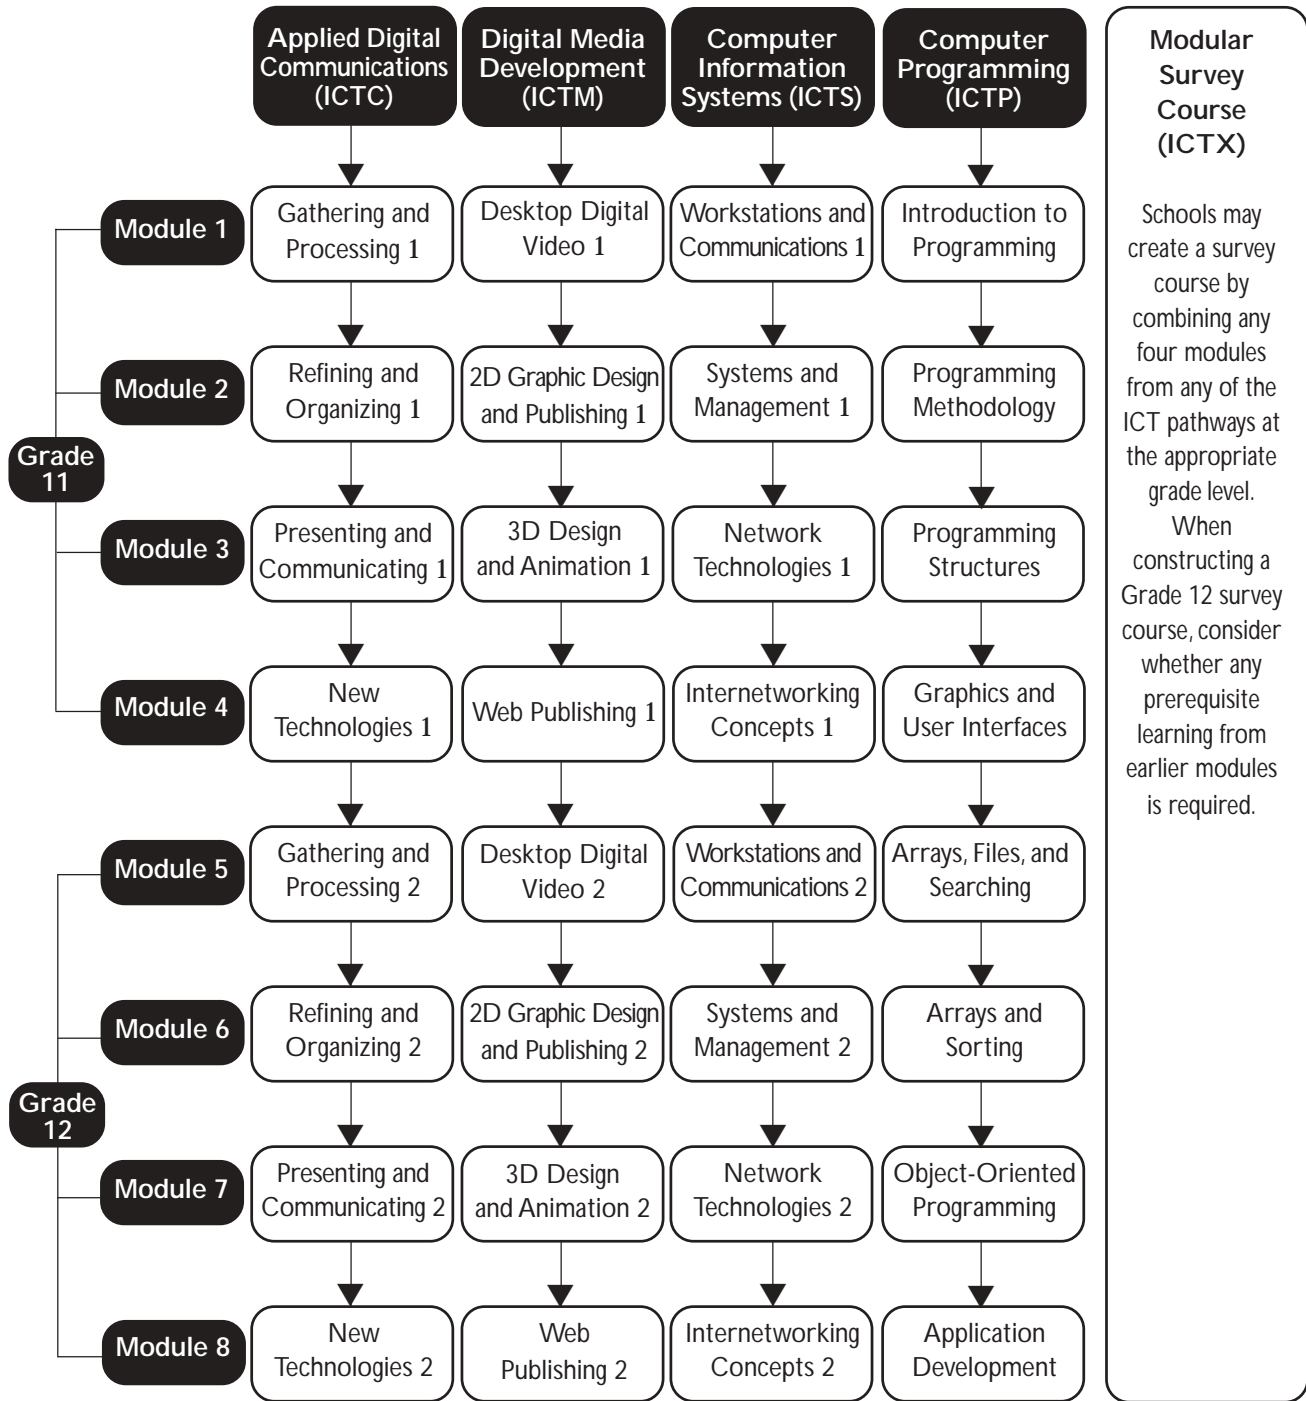 Applied Digital
Communications
(ICTC)
Digital Media
Development
(ICTM)
Computer
Information
Systems (ICTS)
Computer
Programming
(ICTP)
Modular
Survey
Course
(ICTX)
Schools may
create a survey
course by
combining any
four modules
from any of the
ICT pathways at
the appropriate
grade level.
When
constructing a
Grade 12 survey
course, consider
whether any
prerequisite
learning from
earlier modules
is required.
Grade
11
Module 1
Gathering and
Processing 1
Desktop Digital
Video 1
Workstations and
Communications 1
Introduction to
Programming
Module 2
Refining and
Organizing 1
2D Graphic Design
and Publishing 1
Systems and
Management 1
Programming
Methodology
Module 3
Presenting and
Communicating 1
3D Design
and Animation 1
Network
Technologies 1
Programming
Structures
Module 4
New
Technologies 1
Web Publishing 1
Internetworking
Concepts 1
Graphics and
User Interfaces
Grade
12
Module 5
Gathering and
Processing 2
Desktop Digital
Video 2
Workstations and
Communications 2
Arrays, Files, and
Searching
Module 6
Refining and
Organizing 2
2D Graphic Design
and Publishing 2
Systems and
Management 2
Arrays and
Sorting
Module 7
Presenting and
Communicating 2
3D Design
and Animation 2
Network
Technologies 2
Object-Oriented
Programming
Module 8
New
Technologies 2
Web
Publishing 2
Internetworking
Concepts 2
Application
Development